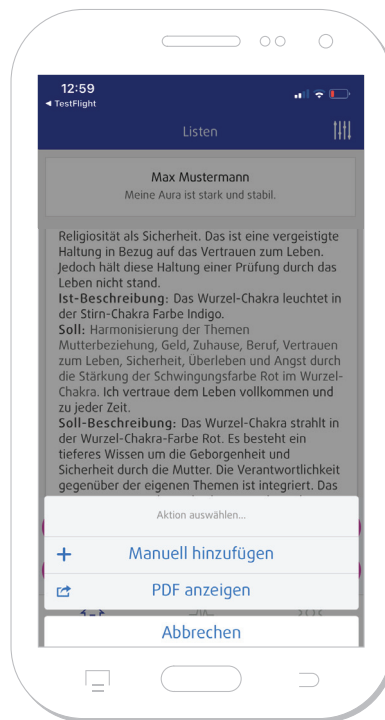 12:59
◀ TestFlight
Listen
Max Mustermann
Meine Aura ist stark und stabil.
Religiosität als Sicherheit. Das ist eine vergeistigte
Haltung in Bezug auf das Vertrauen zum Leben.
Jedoch hält diese Haltung einer Prüfung durch das
Leben nicht stand.
Ist-Beschreibung: Das Wurzel-Chakra leuchtet in
der Stirn-Chakra Farbe Indigo.
Soll: Harmonisierung der Themen
Mutterbeziehung, Geld, Zuhause, Beruf, Vertrauen
zum Leben, Sicherheit, Überleben und Angst durch
die Stärkung der Schwingungsfarbe Rot im Wurzel-
Chakra. Ich vertraue dem Leben vollkommen und
zu jeder Zeit.
Soll-Beschreibung: Das Wurzel-Chakra strahlt in
der Wurzel-Chakra-Farbe Rot. Es besteht ein
tieferes Wissen um die Geborgenheit und
Sicherheit durch die Mutter. Die Verantwortlichkeit
gegenüber der eigenen Themen ist integriert. Das
Aktion auswählen...
Manuell hinzufügen
PDF anzeigen
Abbrechen